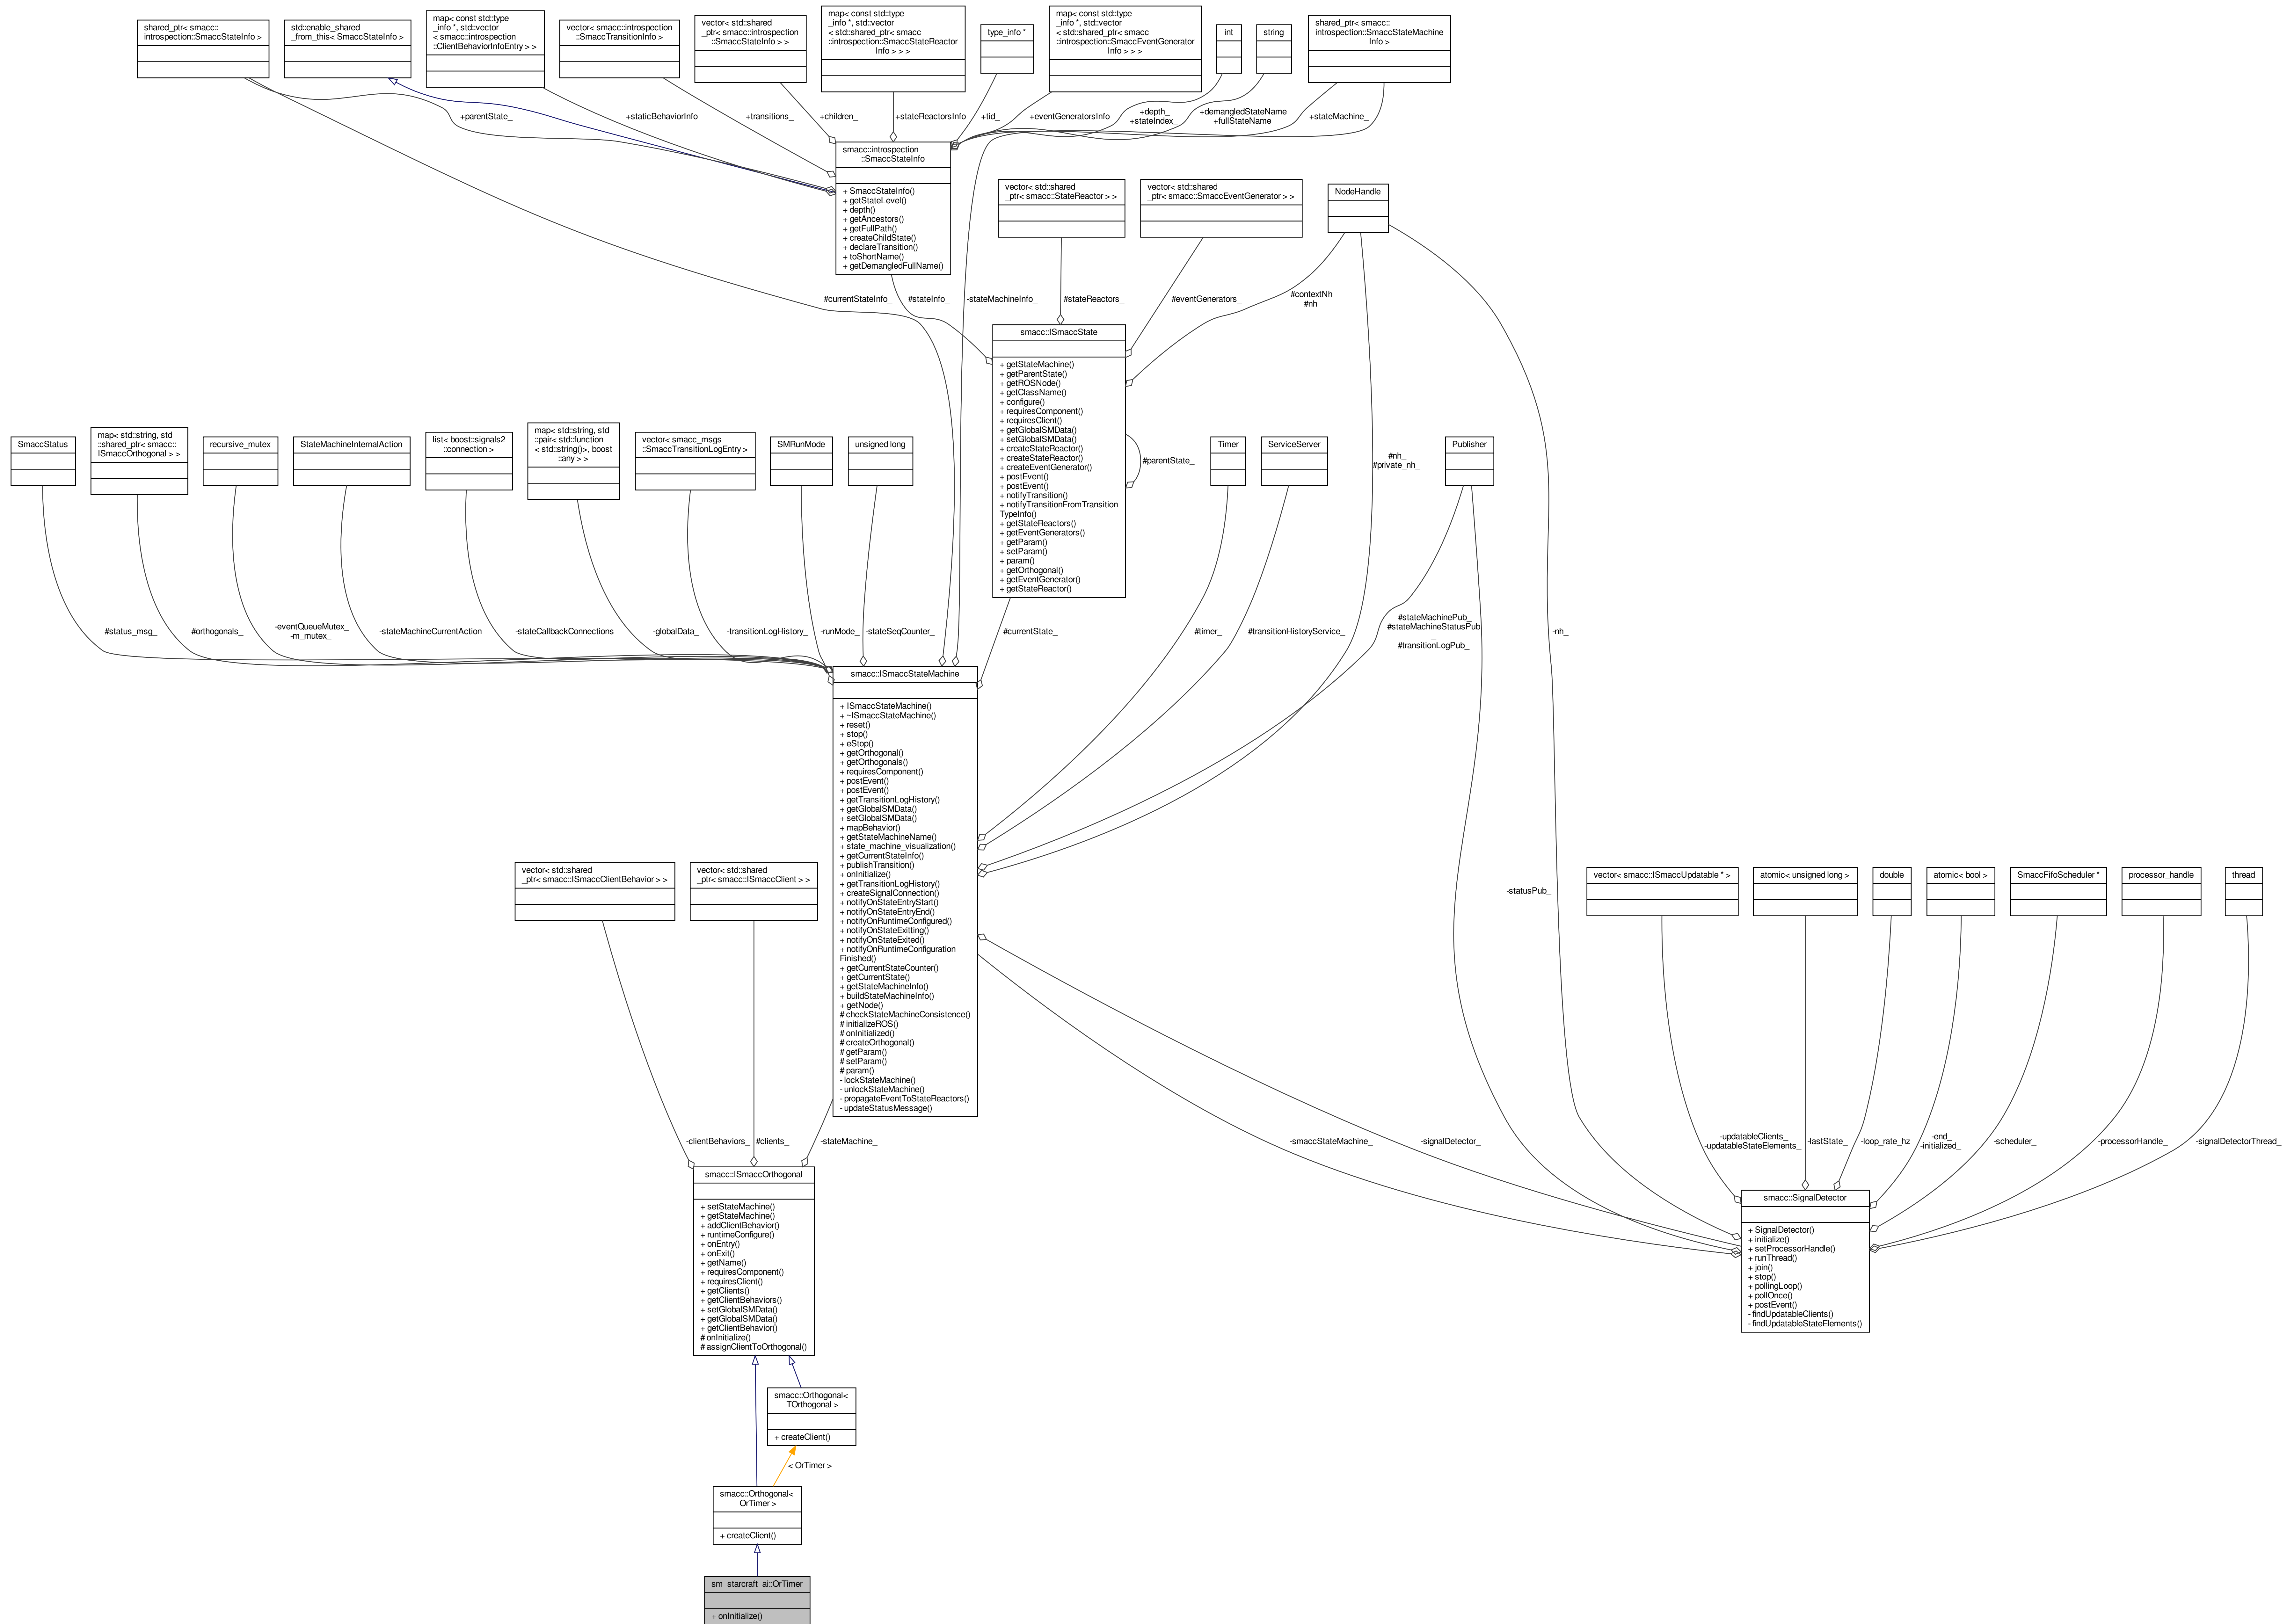 shared_ptr< smacc::
introspection::SmaccStateInfo >
std::enable_shared
_from_this< SmaccStateInfo >
map< const std::type
_info *, std::vector
< smacc::introspection
::ClientBehaviorInfoEntry > >
vector< smacc::introspection
::SmaccTransitionInfo >
vector< std::shared
_ptr< smacc::introspection
::SmaccStateInfo > >
map< const std::type
_info *, std::vector
< std::shared_ptr< smacc
::introspection::SmaccStateReactor
Info > > >
type_info *
map< const std::type
_info *, std::vector
< std::shared_ptr< smacc
::introspection::SmaccEventGenerator
Info > > >
int
string
shared_ptr< smacc::
introspection::SmaccStateMachine
Info >
+parentState_
+staticBehaviorInfo
+transitions_
+children_
+stateReactorsInfo
+tid_
+eventGeneratorsInfo
+depth_
+stateIndex_
+demangledStateName
+fullStateName
+stateMachine_
smacc::introspection
::SmaccStateInfo
+ SmaccStateInfo()
+ getStateLevel()
+ depth()
+ getAncestors()
+ getFullPath()
+ createChildState()
+ declareTransition()
+ toShortName()
+ getDemangledFullName()
vector< std::shared
_ptr< smacc::StateReactor > >
vector< std::shared
_ptr< smacc::SmaccEventGenerator > >
NodeHandle
#currentStateInfo_
#stateInfo_
-stateMachineInfo_
#stateReactors_
#eventGenerators_
#contextNh
#nh
smacc::ISmaccState
+ getStateMachine()
+ getParentState()
+ getROSNode()
+ getClassName()
+ configure()
+ requiresComponent()
+ requiresClient()
+ getGlobalSMData()
+ setGlobalSMData()
+ createStateReactor()
+ createStateReactor()
+ createEventGenerator()
+ postEvent()
+ postEvent()
+ notifyTransition()
+ notifyTransitionFromTransition
TypeInfo()
+ getStateReactors()
+ getEventGenerators()
+ getParam()
+ setParam()
+ param()
+ getOrthogonal()
+ getEventGenerator()
+ getStateReactor()
#parentState_
SmaccStatus
map< std::string, std
::shared_ptr< smacc::
ISmaccOrthogonal > >
recursive_mutex
StateMachineInternalAction
list< boost::signals2
::connection >
map< std::string, std
::pair< std::function
< std::string()>, boost
::any > >
vector< smacc_msgs
::SmaccTransitionLogEntry >
SMRunMode
unsigned long
Timer
ServiceServer
Publisher
#nh_
#private_nh_
#status_msg_
#orthogonals_
-eventQueueMutex_
-m_mutex_
-stateMachineCurrentAction
-stateCallbackConnections
-globalData_
-transitionLogHistory_
-runMode_
-stateSeqCounter_
#currentState_
#timer_
#transitionHistoryService_
#stateMachinePub_
#stateMachineStatusPub
_
#transitionLogPub_
-nh_
smacc::ISmaccStateMachine
+ ISmaccStateMachine()
+ ~ISmaccStateMachine()
+ reset()
+ stop()
+ eStop()
+ getOrthogonal()
+ getOrthogonals()
+ requiresComponent()
+ postEvent()
+ postEvent()
+ getTransitionLogHistory()
+ getGlobalSMData()
+ setGlobalSMData()
+ mapBehavior()
+ getStateMachineName()
+ state_machine_visualization()
+ getCurrentStateInfo()
+ publishTransition()
+ onInitialize()
+ getTransitionLogHistory()
+ createSignalConnection()
+ notifyOnStateEntryStart()
+ notifyOnStateEntryEnd()
+ notifyOnRuntimeConfigured()
+ notifyOnStateExitting()
+ notifyOnStateExited()
+ notifyOnRuntimeConfiguration
Finished()
+ getCurrentStateCounter()
+ getCurrentState()
+ getStateMachineInfo()
+ buildStateMachineInfo()
+ getNode()
# checkStateMachineConsistence()
# initializeROS()
# onInitialized()
# createOrthogonal()
# getParam()
# setParam()
# param()
- lockStateMachine()
- unlockStateMachine()
- propagateEventToStateReactors()
- updateStatusMessage()
vector< std::shared
_ptr< smacc::ISmaccClientBehavior > >
vector< std::shared
_ptr< smacc::ISmaccClient > >
-statusPub_
vector< smacc::ISmaccUpdatable * >
atomic< unsigned long >
double
atomic< bool >
SmaccFifoScheduler *
processor_handle
thread
-clientBehaviors_
#clients_
-stateMachine_
-smaccStateMachine_
-signalDetector_
-updatableClients_
-updatableStateElements_
-lastState_
-loop_rate_hz
-end_
-initialized_
-scheduler_
-processorHandle_
-signalDetectorThread_
smacc::ISmaccOrthogonal
+ setStateMachine()
+ getStateMachine()
+ addClientBehavior()
+ runtimeConfigure()
+ onEntry()
+ onExit()
+ getName()
+ requiresComponent()
+ requiresClient()
+ getClients()
+ getClientBehaviors()
+ setGlobalSMData()
+ getGlobalSMData()
+ getClientBehavior()
# onInitialize()
# assignClientToOrthogonal()
smacc::SignalDetector
+ SignalDetector()
+ initialize()
+ setProcessorHandle()
+ runThread()
+ join()
+ stop()
+ pollingLoop()
+ pollOnce()
+ postEvent()
- findUpdatableClients()
- findUpdatableStateElements()
smacc::Orthogonal<
TOrthogonal >
+ createClient()
< OrTimer >
smacc::Orthogonal<
OrTimer >
+ createClient()
sm_starcraft_ai::OrTimer
+ onInitialize()